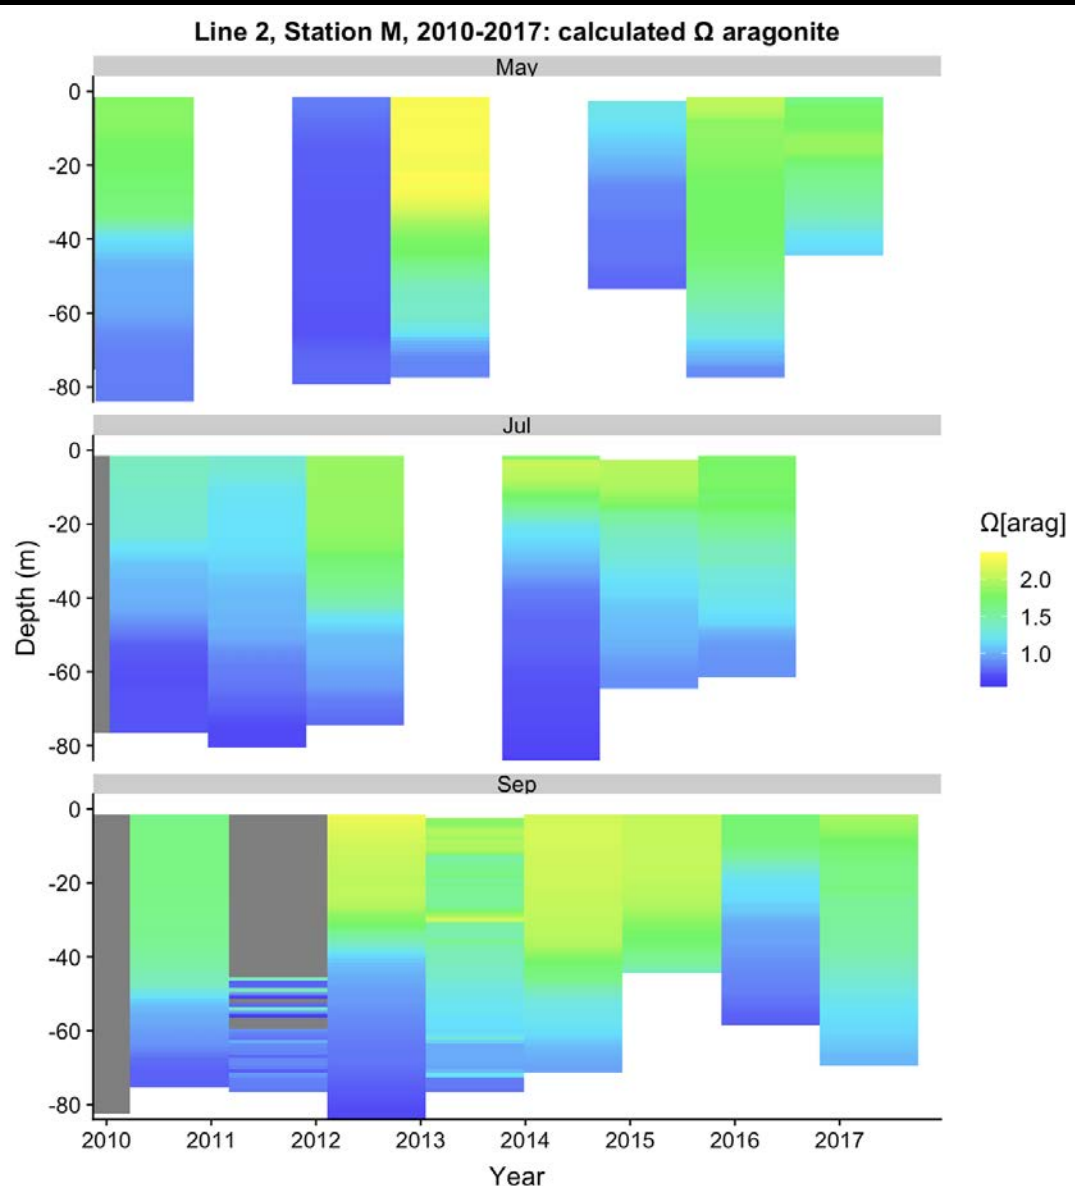 Line 2, Station M, 2010-2017: calculated Ω aragonite
May
0
-20
-40
-60
-80
Jul
0
-20
-40
-60
-80
Depth (m)
Ω[arag]
2.0
1.5
1.0
Sep
0
-20
-40
-60
-80
2010 2011 2012 2013 2014 2015 2016 2017
Year